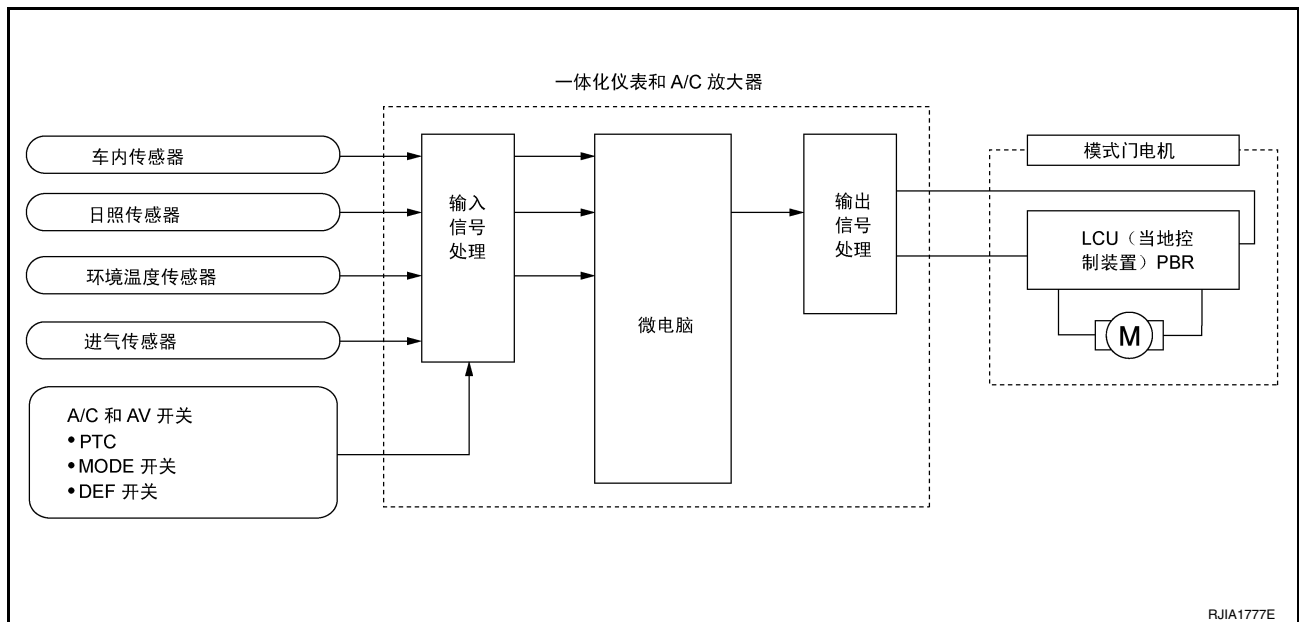 一体化仪表和 A/C 放大器
车内传感器
日照传感器
环境温度传感器
进气传感器
A/C 和 AV 开关
•PTC
•MODE 开关
•DEF 开关
输入
信号
处理
微电脑
输出
信号
处理
模式门电机
LCU（当地控
制装置）PBR
M
RJIA1777E